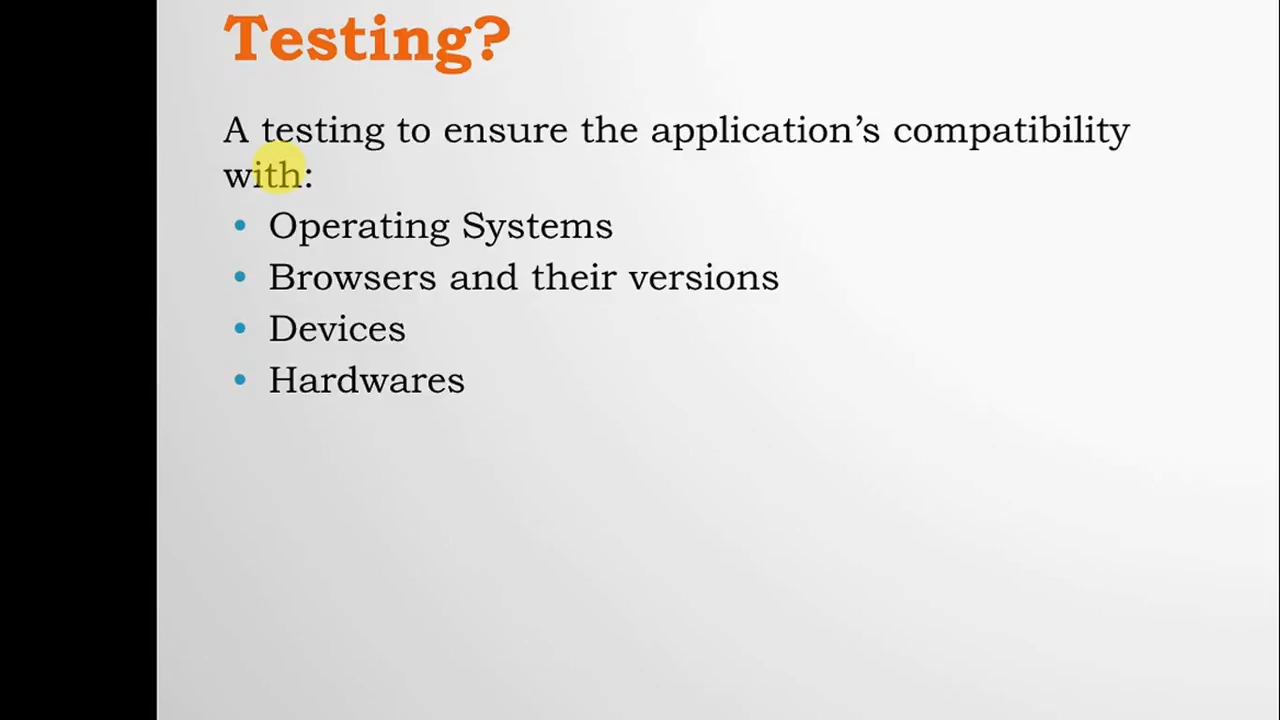 Testing?
A testing to ensure the application’s compatibility
with:
• Operating Systems
• Browsers and their versions
• Devices
• Hardwares